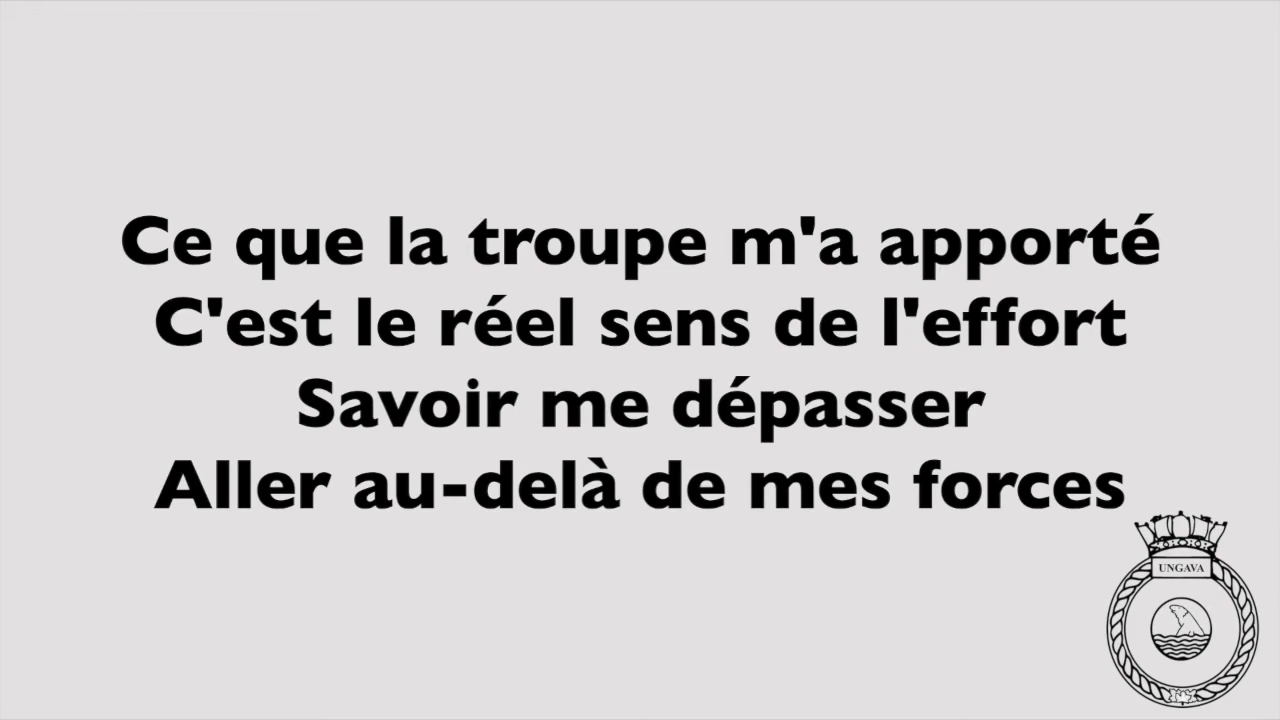 Ce que la troupe m'a apporté
C'est le réel sens de l'effort
Savoir me dépasser
Aller au-delà de mes forces
UNGAVA